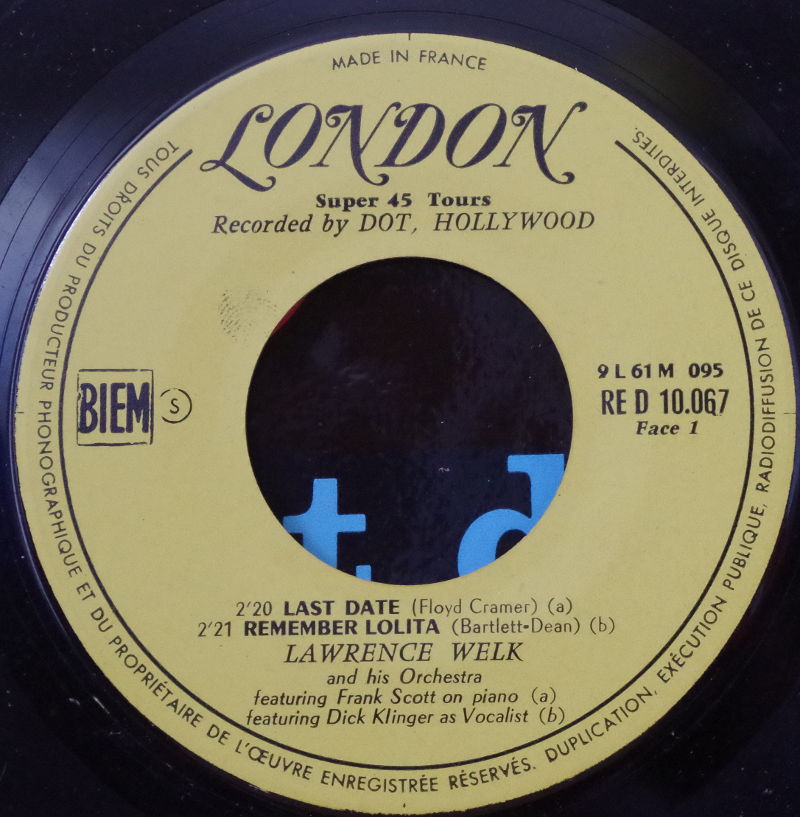 MADE IN FRANCE
LONDON
Super 45 Tours
Recorded by DOT, HOLLYWOOD
BIEM
S
9 L 61 M 095
RE D 10.067
Face 1
t d
2'20 LAST DATE (Floyd Cramer) (a)
2'21 REMEMBER LOLITA (Bartlett-Dean) (b)
LAWRENCE WELK
and his Orchestra
featuring Frank Scott on piano (a)
featuring Dick Klinger as Vocalist (b)
TOUS DROITS DU PRODUCTEUR PHONOGRAPHIQUE ET DU PROPRIÉTAIRE DE L'ŒUVRE ENREGISTRÉE RÉSERVÉS. DUPLICATION, EXÉCUTION PUBLIQUE, RADIODIFFUSION DE CE DISQUE INTERDITES.